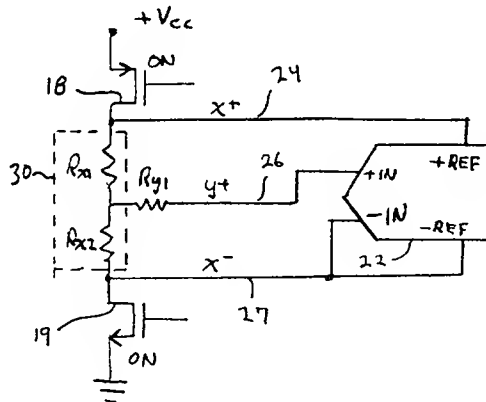 +Vcc
ON
18
24
X+
30
Rx1
Ry1
y+
26
+IN
+REF
Rx2
-IN
-REF
X-
22
27
19
ON